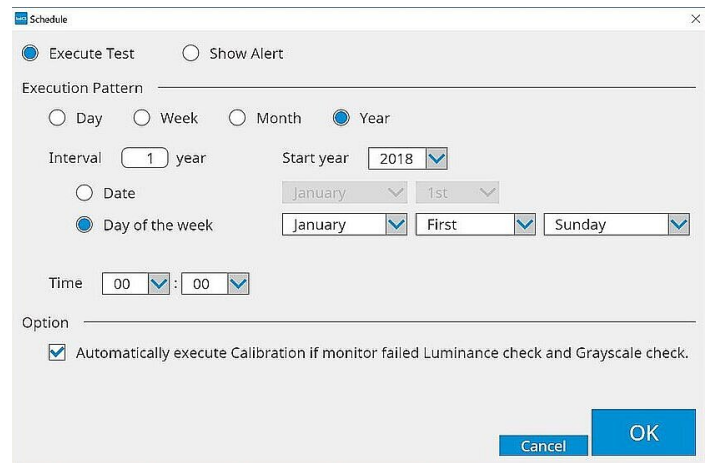 Schedule
Execute Test Show Alert
Execution Pattern
Day Week Month Year
Interval 1 year Start year 2018
Date January 1st
Day of the week January First Sunday
Time 00 : 00
Option
Automatically execute Calibration if monitor failed Luminance check and Grayscale check.
Cancel OK